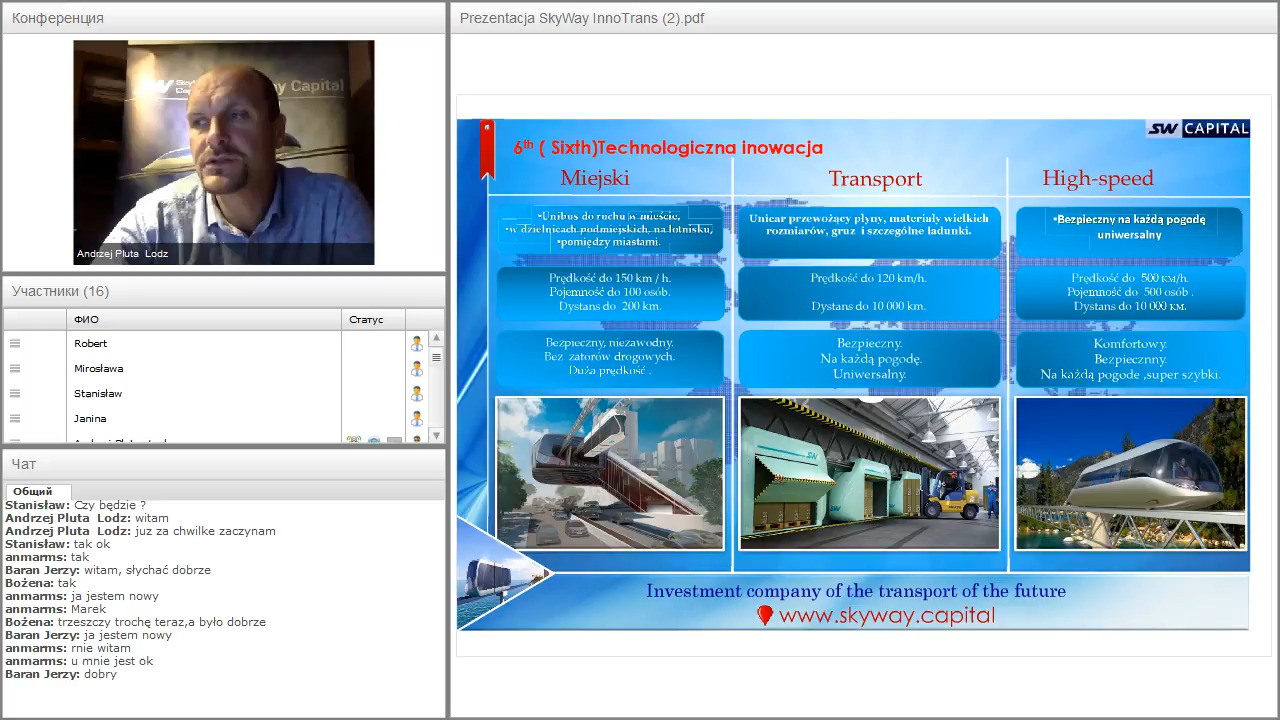 Конференция
Andrzej Pluta Lodz
Участники (16)
ФИО
Статус
Robert
Mirosława
Stanisław
Janina
Чат
Общий
Stanisław: Czy będzie ?
Andrzej Pluta Lodz: witam
Andrzej Pluta Lodz: juz za chwilke zaczynam
Stanisław: tak ok
anmarms: tak
Baran Jerzy: witam, słychać dobrze
Bożena: tak
anmarms: ja jestem nowy
anmarms: Marek
Bożena: trzeszczy trochę teraz,a było dobrze
Baran Jerzy: ja jestem nowy
anmarms: rnie witam
anmarms: u mnie jest ok
Baran Jerzy: dobry
Prezentacja SkyWay InnoTrans (2).pdf
SW CAPITAL
6th ( Sixth)Technologiczna inowacja
Miejski
•Unibus do ruchu w mieście,
•w dzielnicach podmiejskich, na lotnisku,
•pomiędzy miastami.
Prędkość do 150 km / h.
Pojemność do 100 osób.
Dystans do 200 km.
Bezpieczny, niezawodny.
Bez zatorów drogowych.
Duża prędkość .
Transport
Unicar przewożący płyny, materiały wielkich
rozmiarów, gruz i szczególne ładunki.
Prędkość do 120 km/h.
Dystans do 10 000 km.
Bezpieczny.
Na każdą pogodę.
Uniwersalny.
High-speed
•Bezpieczny na każdą pogodę
uniwersalny
Prędkość do 500 км/h.
Pojemność do 500 osób .
Dystans do 10 000 км.
Komfortowy.
Bezpiecznny.
Na każdą pogode ,super szybki.
SW
SW
Investment company of the transport of the future
www.skyway.capital